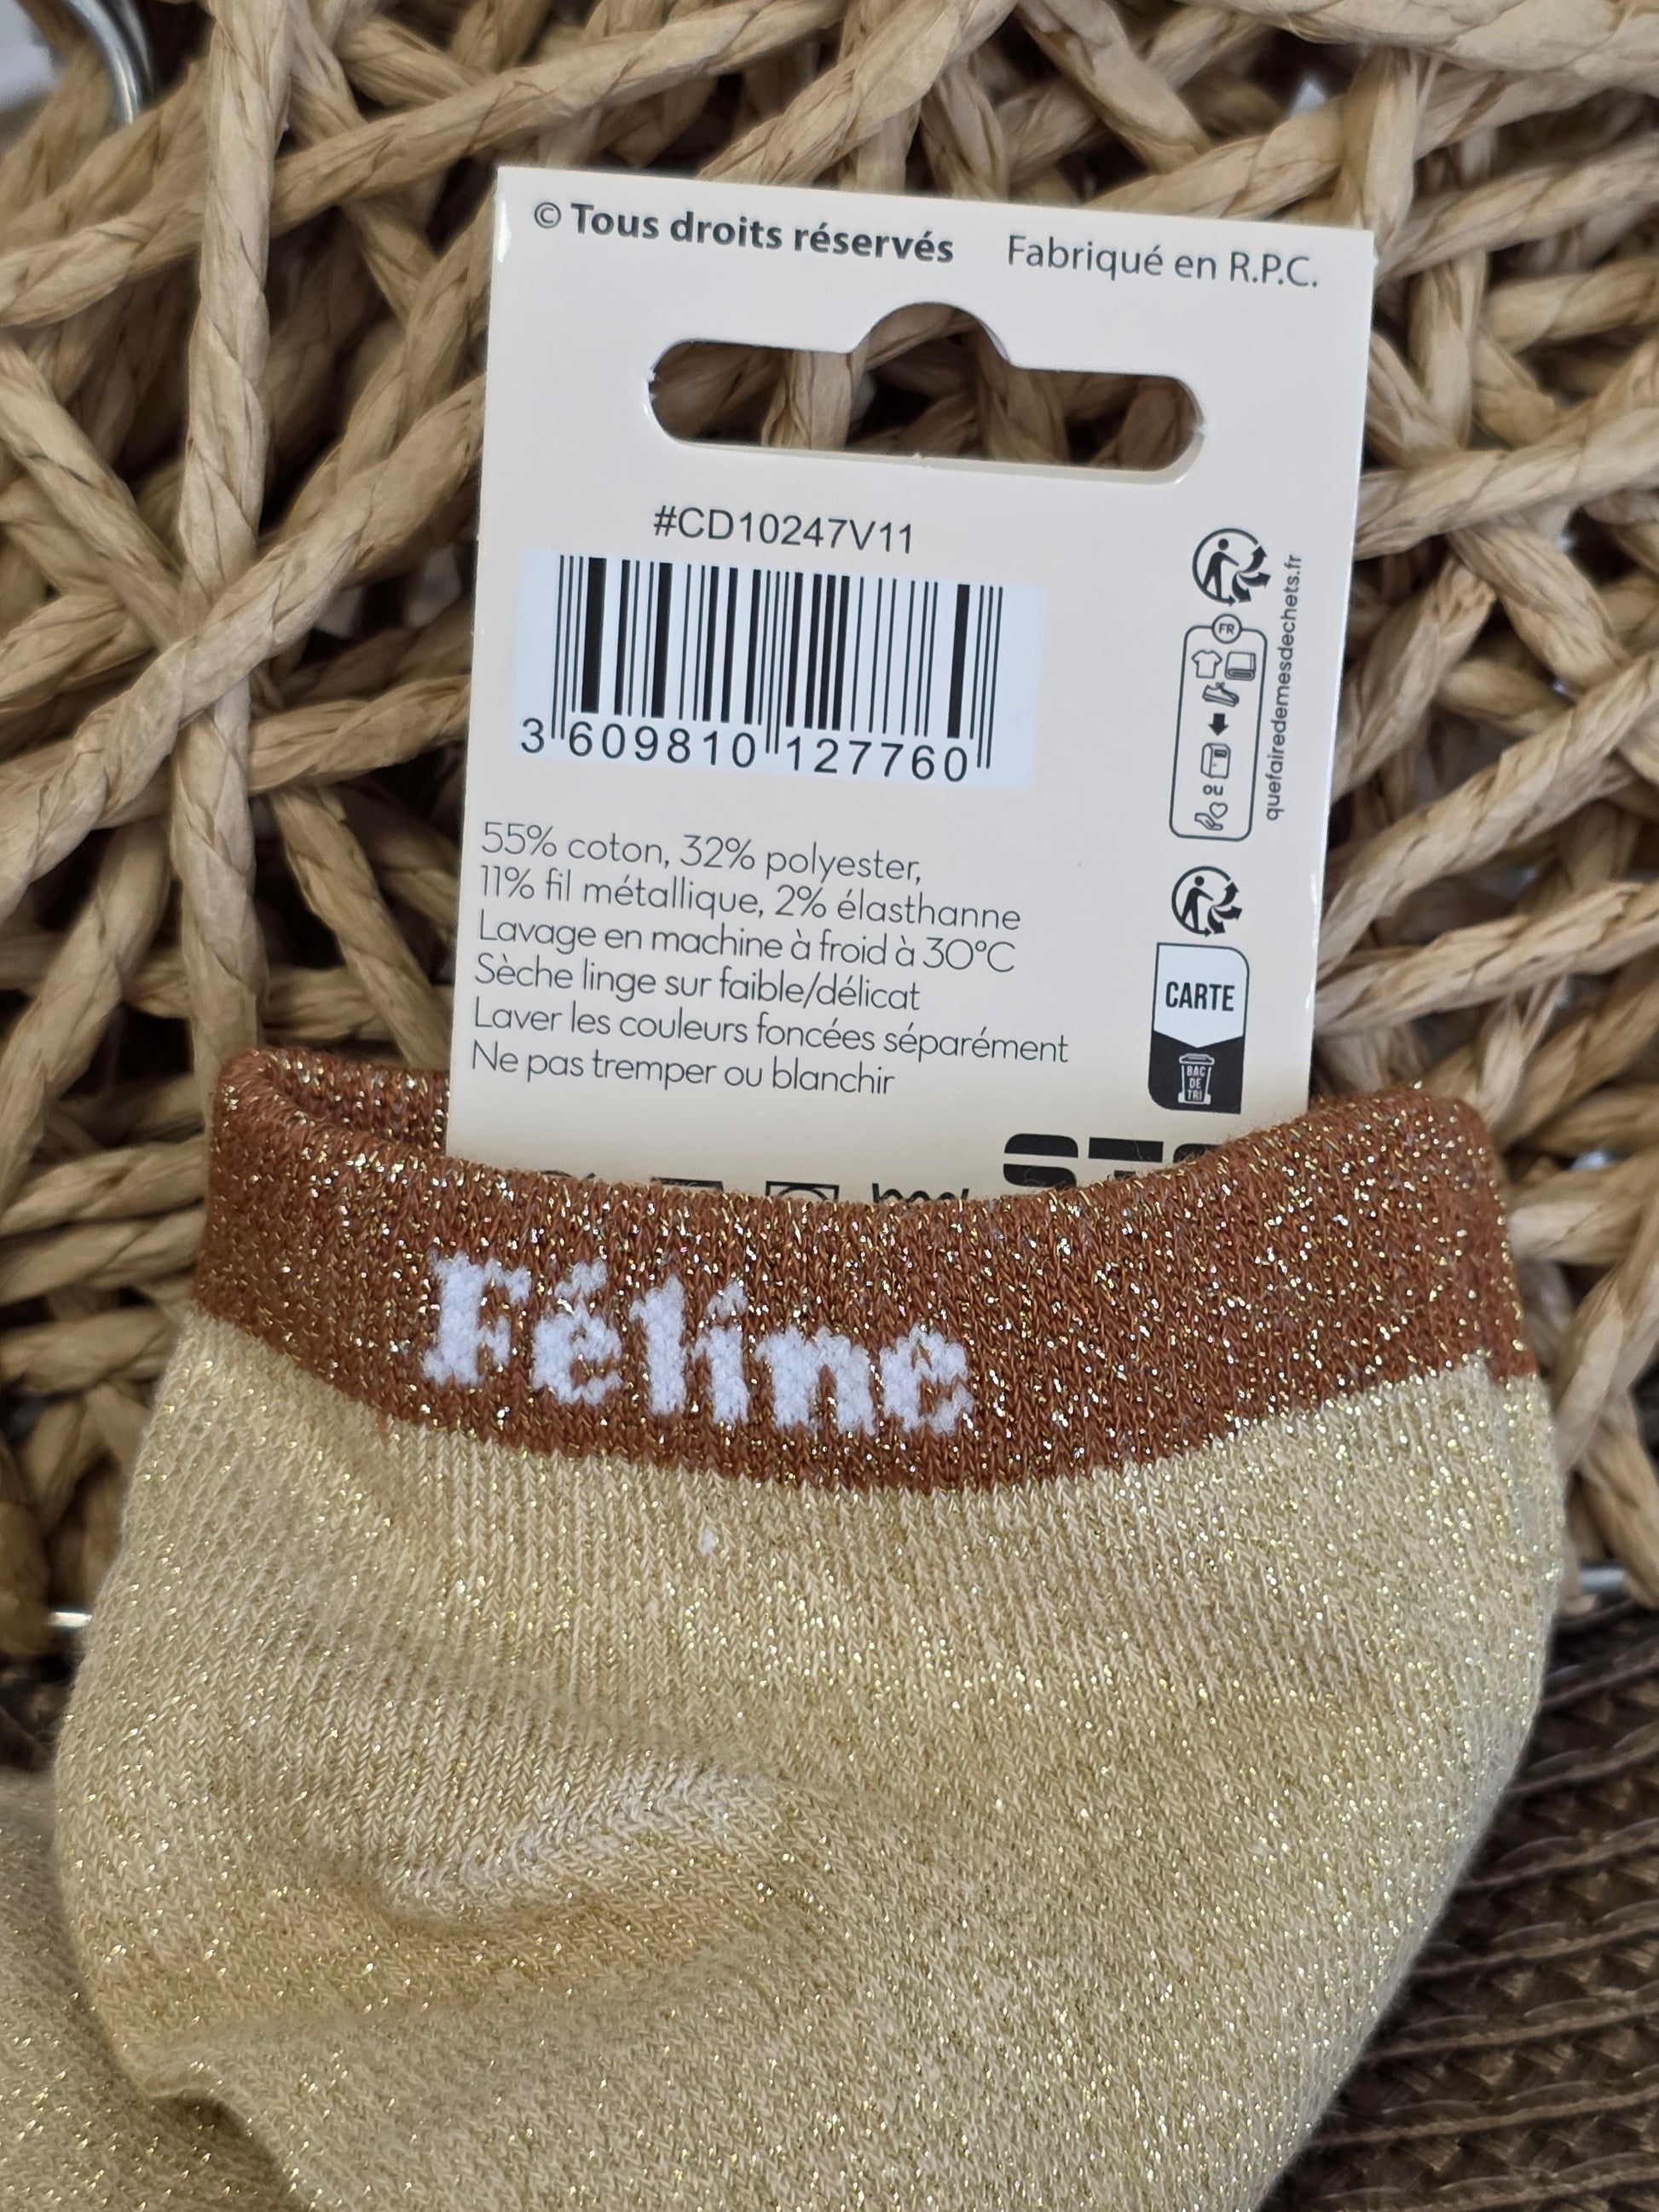 © Tous droits réservés Fabriqué en R.P.C.
#CD10247V11
3 609810 127760
55% coton, 32% polyester,
11% fil métallique, 2% élasthanne
Lavage en machine à froid à 30°C
Sèche linge sur faible/délicat
Laver les couleurs foncées séparément
Ne pas tremper ou blanchir
FR
OU
quefairedemesdechets.fr
CARTE
BAC
DE
TRI
Féline